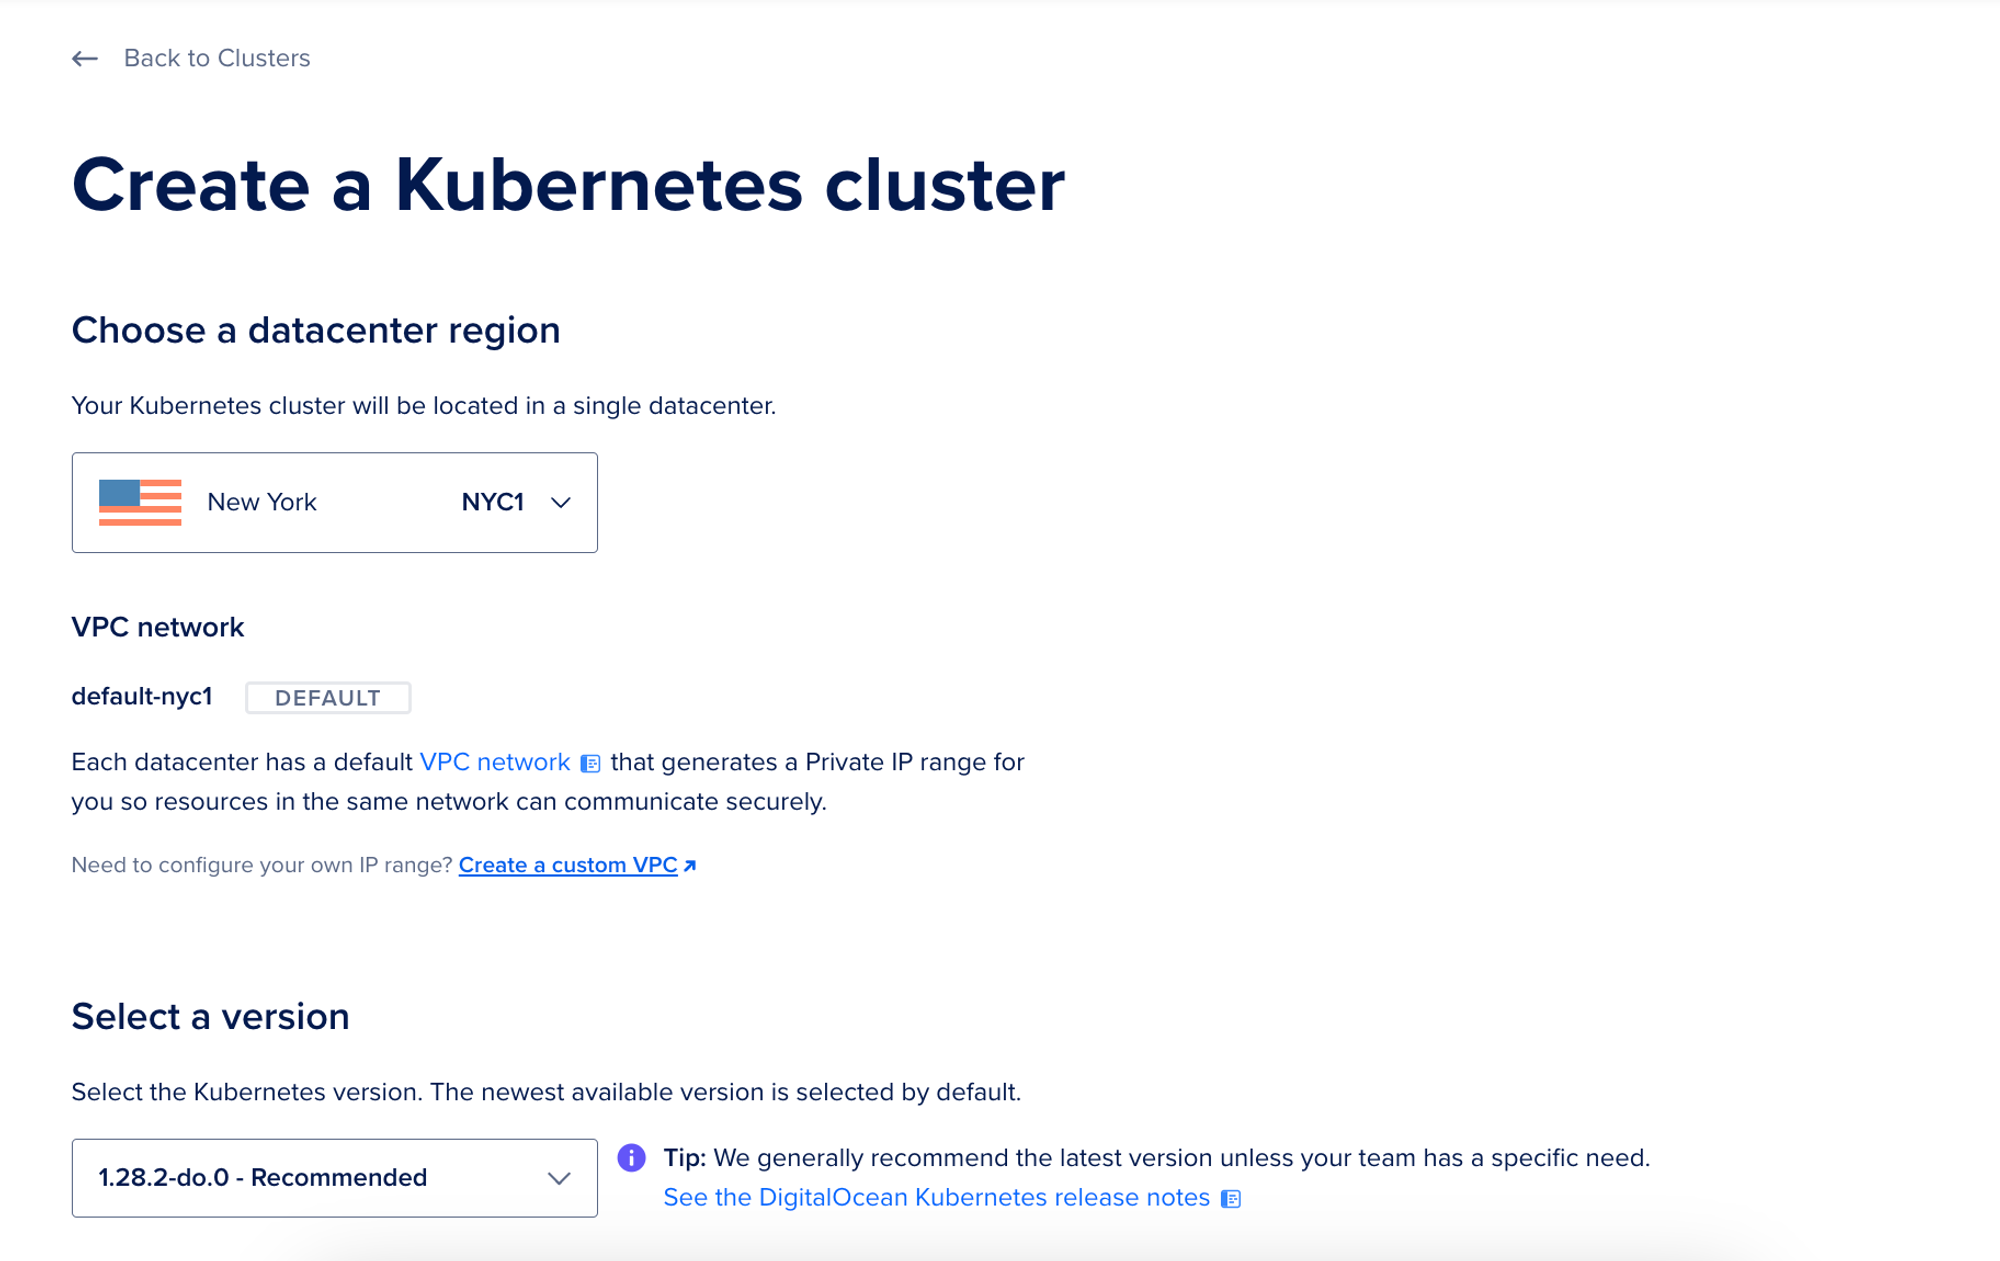 Back to Clusters
Create a Kubernetes cluster
Choose a datacenter region
Your Kubernetes cluster will be located in a single datacenter.
New York NYC1
VPC network
default-nyc1 DEFAULT
Each datacenter has a default VPC network that generates a Private IP range for
you so resources in the same network can communicate securely.
Need to configure your own IP range? Create a custom VPC
Select a version
Select the Kubernetes version. The newest available version is selected by default.
1.28.2-do.0 - Recommended
Tip: We generally recommend the latest version unless your team has a specific need.
See the DigitalOcean Kubernetes release notes